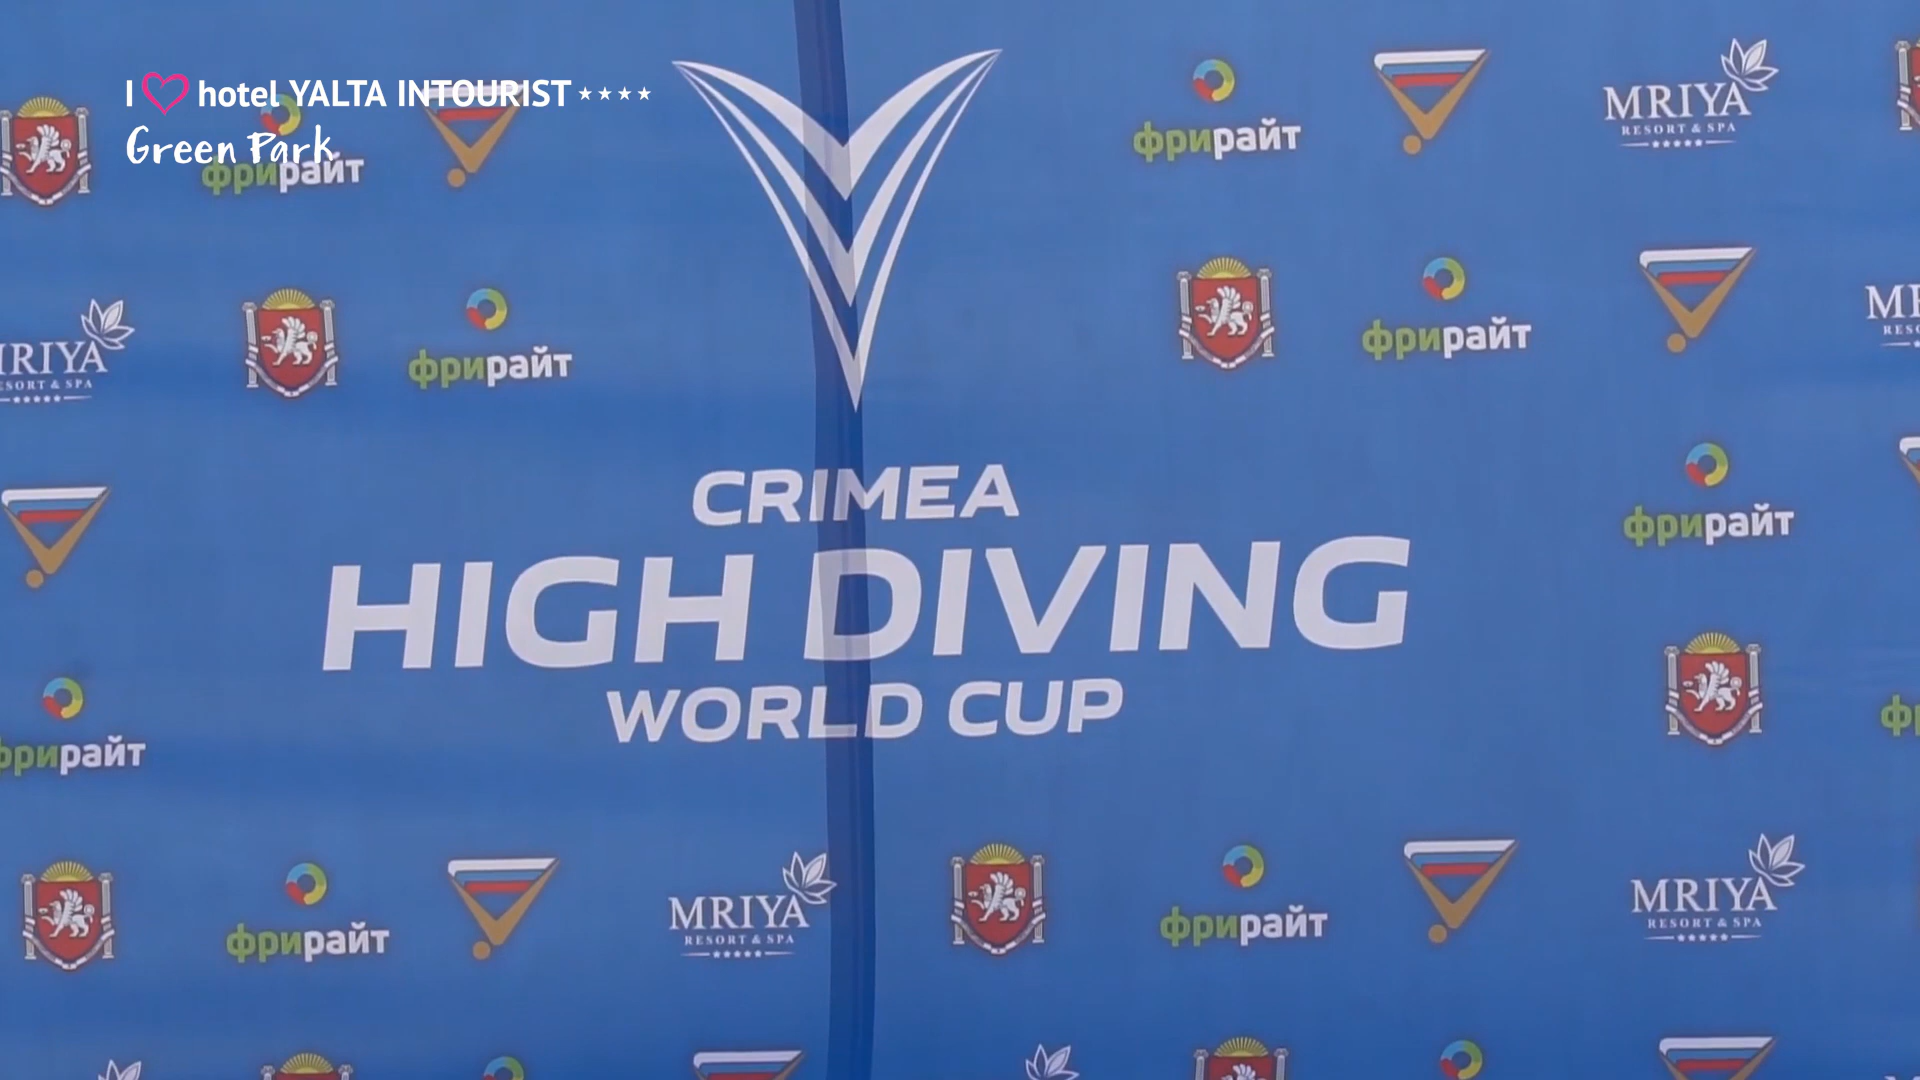 I hotel YALTA INTOURIST
Green Park
фрирайт
фрирайт
MRIYA
RESORT & SPA
фрирайт
фрирайт
CRIMEA
HIGH DIVING
WORLD CUP
фрирайт
фрирайт
фрирайт
MRIYA
RESORT & SPA
фрирайт
MRIYA
RESORT & SPA